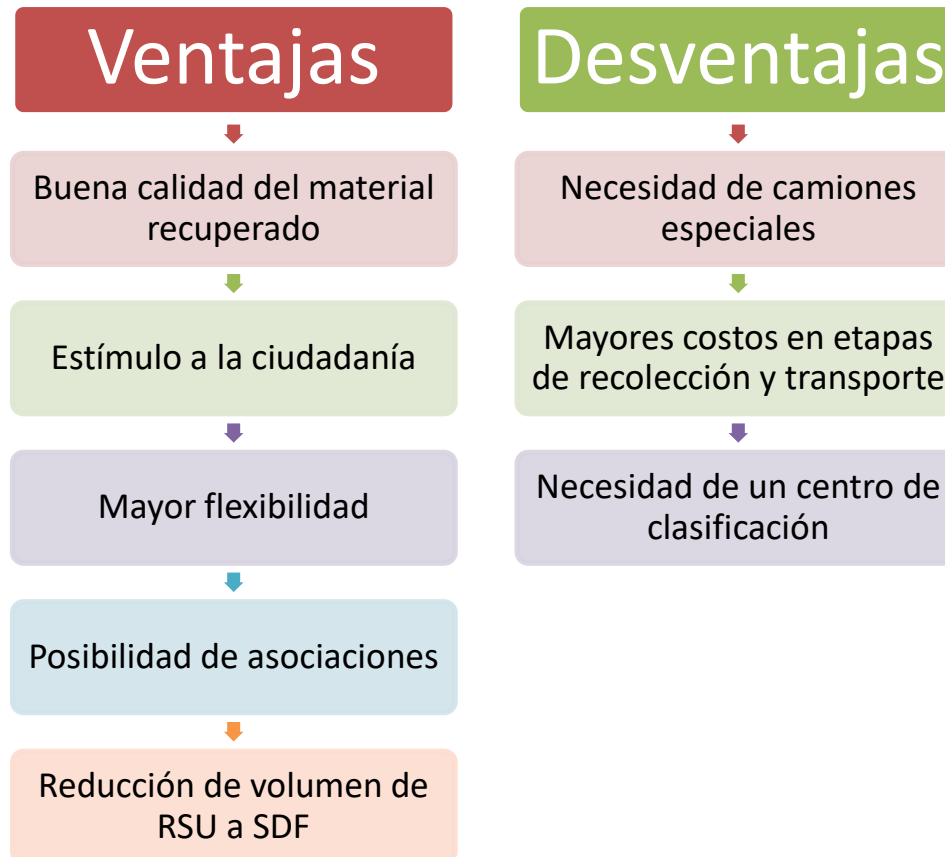 Ventajas
Buena calidad del material
recuperado
Estímulo a la ciudadanía
Mayor flexibilidad
Posibilidad de asociaciones
Reducción de volumen de
RSU a SDF
Desventajas
Necesidad de camiones
especiales
Mayores costos en etapas
de recolección y transporte
Necesidad de un centro de
clasificación